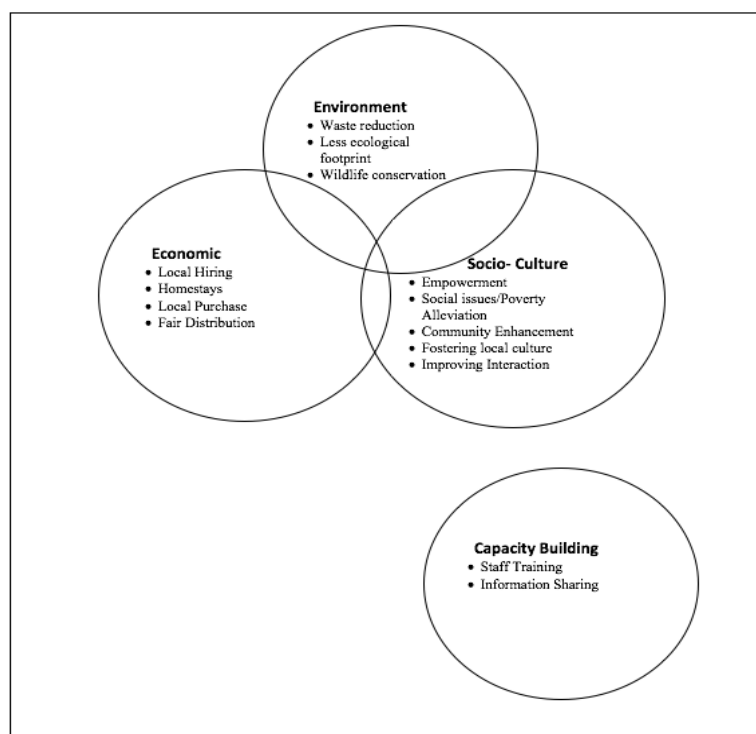 Environment
• Waste reduction
• Less ecological
footprint
• Wildlife conservation
Economic
• Local Hiring
• Homestays
• Local Purchase
• Fair Distribution
Socio- Culture
• Empowerment
• Social issues/Poverty
Alleviation
• Community Enhancement
• Fostering local culture
• Improving Interaction
Capacity Building
• Staff Training
• Information Sharing